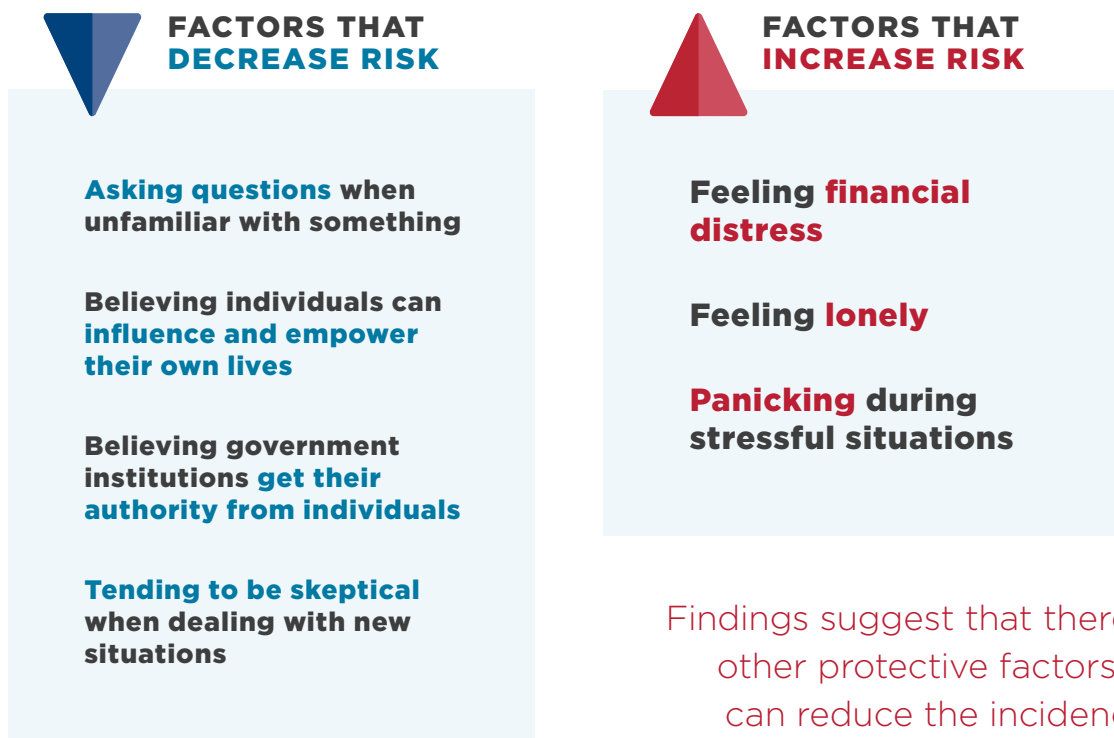 FACTORS THAT
DECREASE RISK
Asking questions when
unfamiliar with something
Believing individuals can
influence and empower
their own lives
Believing government
institutions get their
authority from individuals
Tending to be skeptical
when dealing with new
situations
FACTORS THAT
INCREASE RISK
Feeling financial
distress
Feeling lonely
Panicking during
stressful situations
Findings suggest that
other protective factors
can reduce the